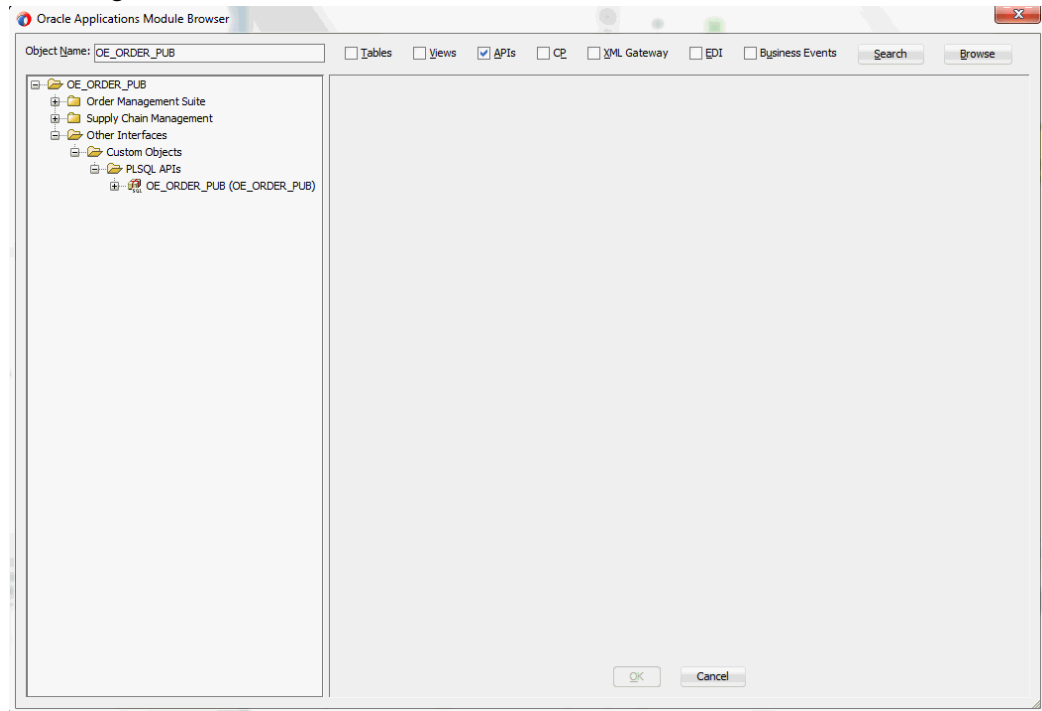 Oracle Applications Module Browser
X
Object Name: OE_ORDER_PUB Tables Views APIs CP XML Gateway EDI Business Events Search Browse
OE_ORDER_PUB
Order Management Suite
Supply Chain Management
Other Interfaces
Custom Objects
PLSQL APIs
SQL OE_ORDER_PUB (OE_ORDER_PUB)
OK Cancel